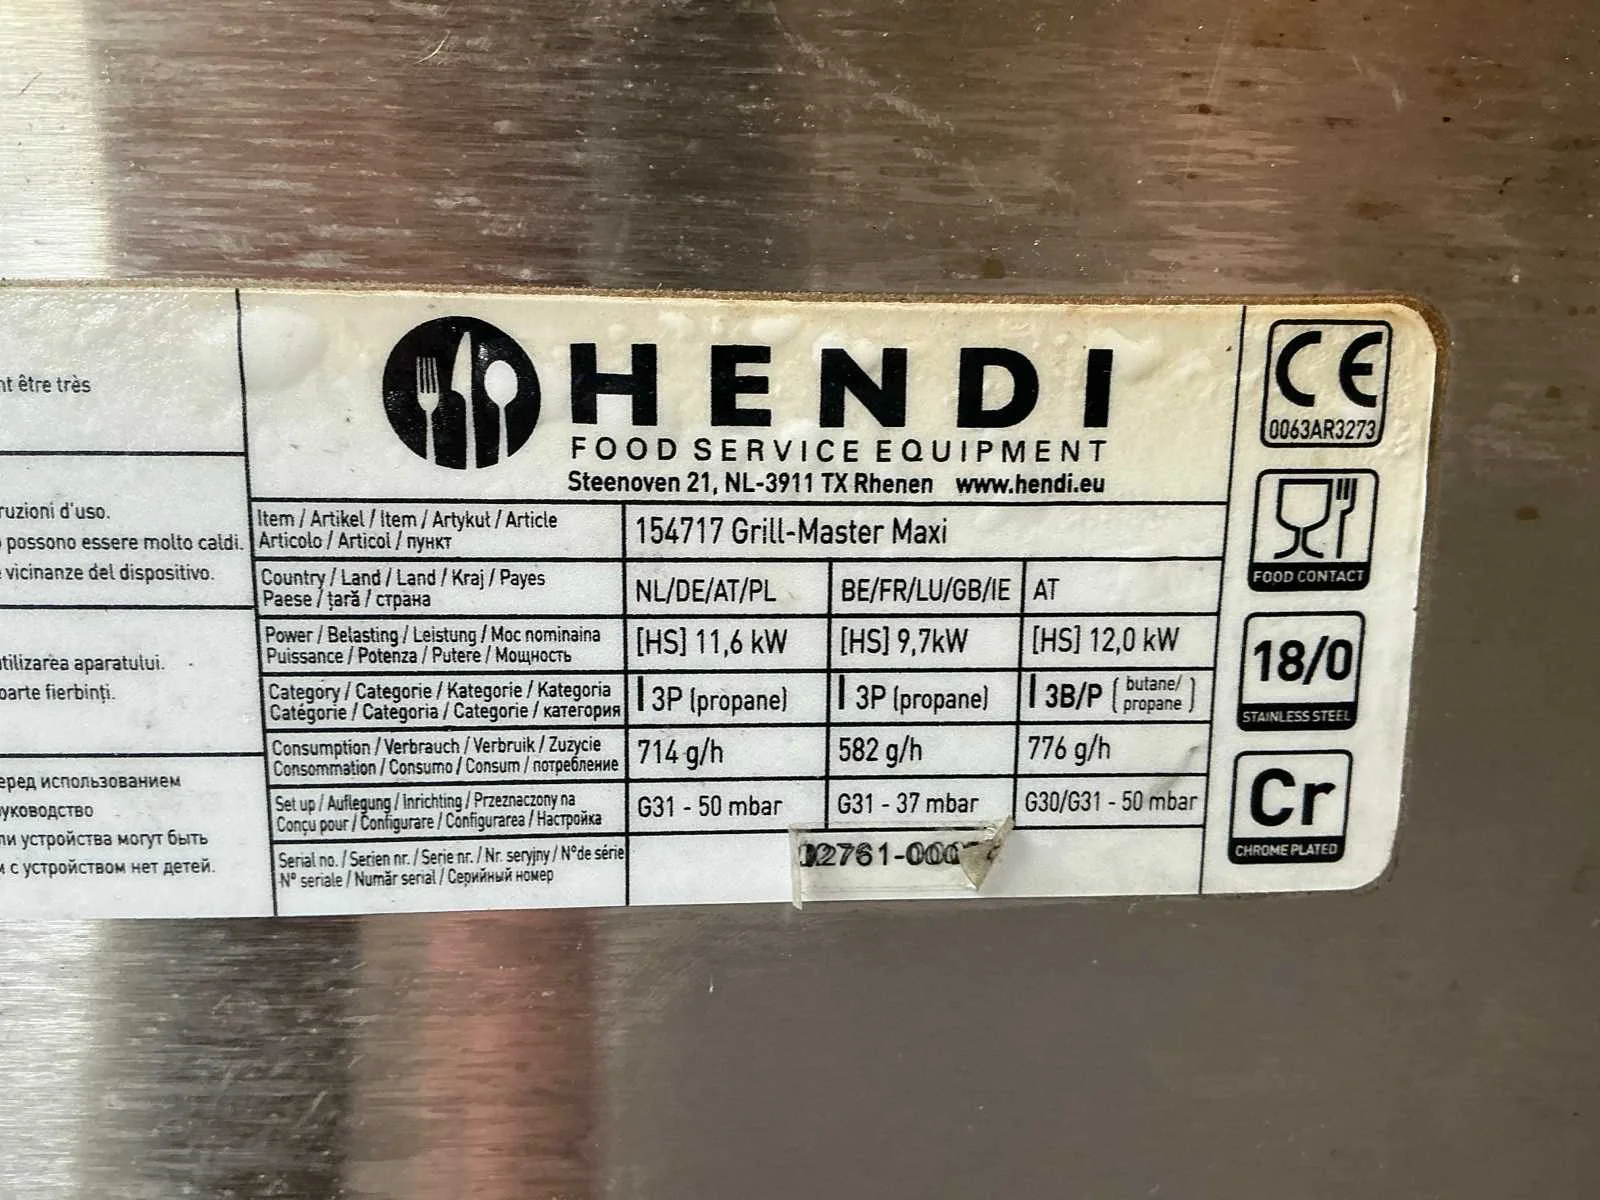 nt être très
ruzioni d'uso.
possono essere molto caldi.
vicinanze del dispositivo.
utilizarea aparatului.
oarte fierbinți.
еред использованием
уководство
ли устройства могут быть
с устройством нет детей.
HENDI
FOOD SERVICE EQUIPMENT
Steenoven 21, NL-3911 TX Rhenen www.hendi.eu
Item / Artikel / Item / Artykuł / Article
Articolo / Articol / пункт
154717 Grill-Master Maxi
Country / Land / Land / Kraj / Payes
Paese / țară / страна
NL/DE/AT/PL
BE/FR/LU/GB/IE
AT
Power / Belasting / Leistung / Moc nominaina
Puissance / Potenza / Putere / Мощность
[HS] 11,6 kW
[HS] 9,7kW
[HS] 12,0 kW
Category / Categorie / Kategorie / Kategoria
Catégorie / Categoria / Categorie / категория
I 3P (propane)
I 3P (propane)
I 3B/P ( butane/
propane )
Consumption / Verbrauch / Verbruik / Zuzycie
Consommation / Consumo / Consum / потребление
714 g/h
582 g/h
776 g/h
Set up / Auflegung / Inrichting / Przeznaczony na
Conçu pour / Configurare / Configurarea / Настройка
G31 - 50 mbar
G31 - 37 mbar
G30/G31 - 50 mbar
Serial no. / Serien nr. / Serie nr. / Nr. seryjny / N°de série
N° seriale / Număr serial / Серийный номер
CE
0063AR3273
FOOD CONTACT
18/0
STAINLESS STEEL
Cr
CHROME PLATED